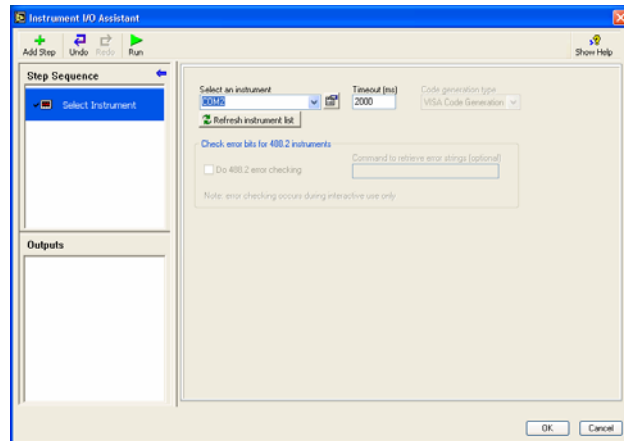 Instrument I/O Assistant
Add Step Undo Redo Run Show Help
Step Sequence
Select Instrument
Outputs
Select an instrument Timeout (ms) Code generation type
COM2 2000 VISA Code Generation
Refresh instrument list
Check error bits for 488.2 instruments
Command to retrieve error strings (optional)
Do 488.2 error checking
Note: error checking occurs during interactive use only
OK Cancel